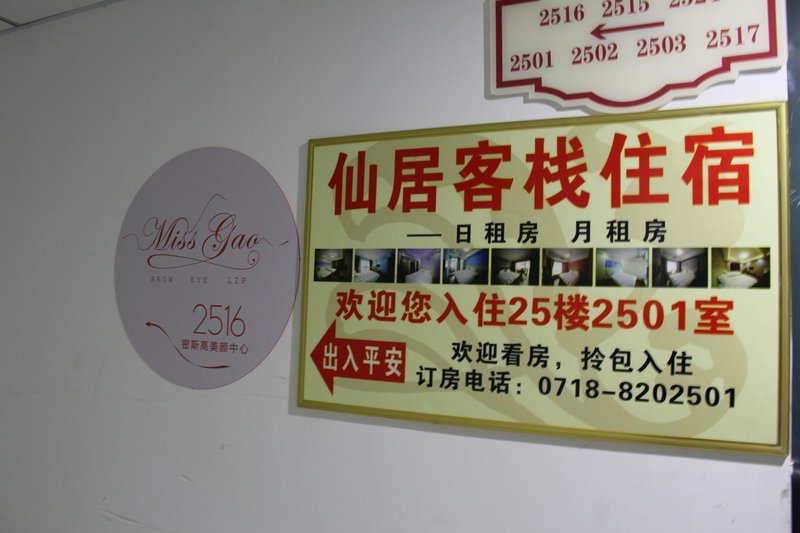 2516 2515
2501 2502 2503 2517
Miss Gao
BROW EYE LIP
2516
密斯高美颜中心
仙居客栈住宿
——日租房 月租房
欢迎您入住25楼2501室
出入平安
欢迎看房，拎包入住
订房电话：0718-8202501